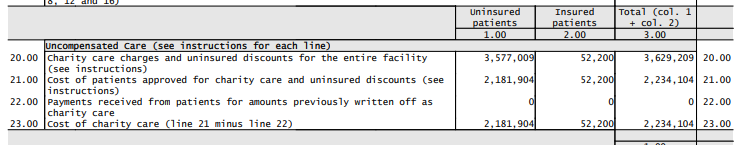 8, 12 and 16)
Uninsured patients Insured patients Total (col. 1 + col. 2)
1.00 2.00 3.00
Uncompensated Care (see instructions for each line)
20.00 Charity care charges and uninsured discounts for the entire facility 3,577,009 52,200 3,629,209 20.00
(see instructions)
21.00 Cost of patients approved for charity care and uninsured discounts (see 2,181,904 52,200 2,234,104 21.00
instructions)
22.00 Payments received from patients for amounts previously written off as 0 0 0 22.00
charity care
23.00 Cost of charity care (line 21 minus line 22) 2,181,904 52,200 2,234,104 23.00